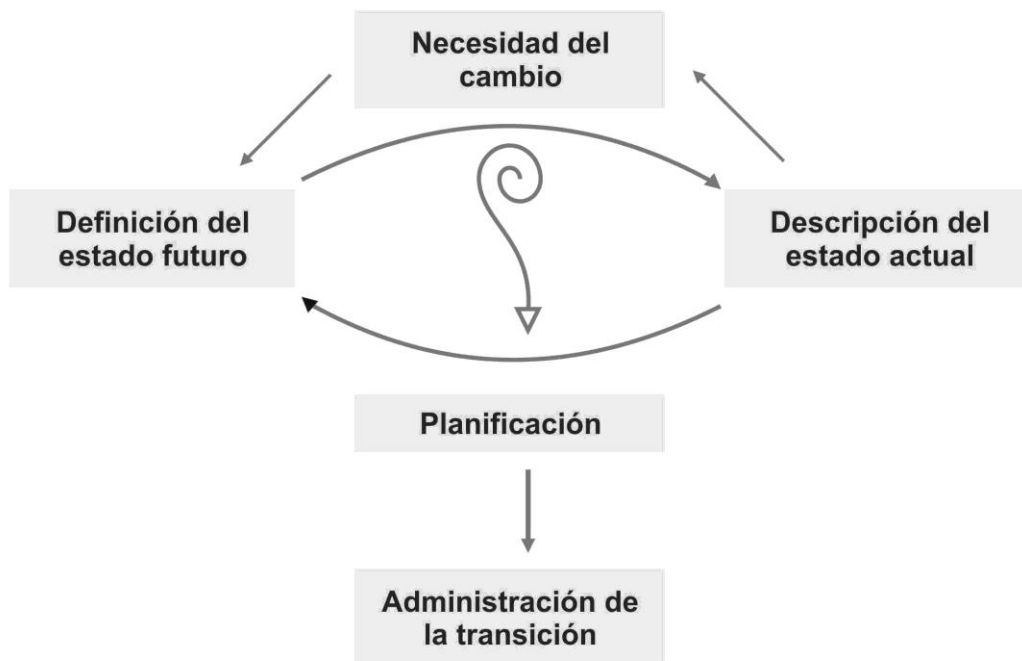 Necesidad del
cambio
Definición del
estado futuro
Descripción del
estado actual
Planificación
Administración de
la transición